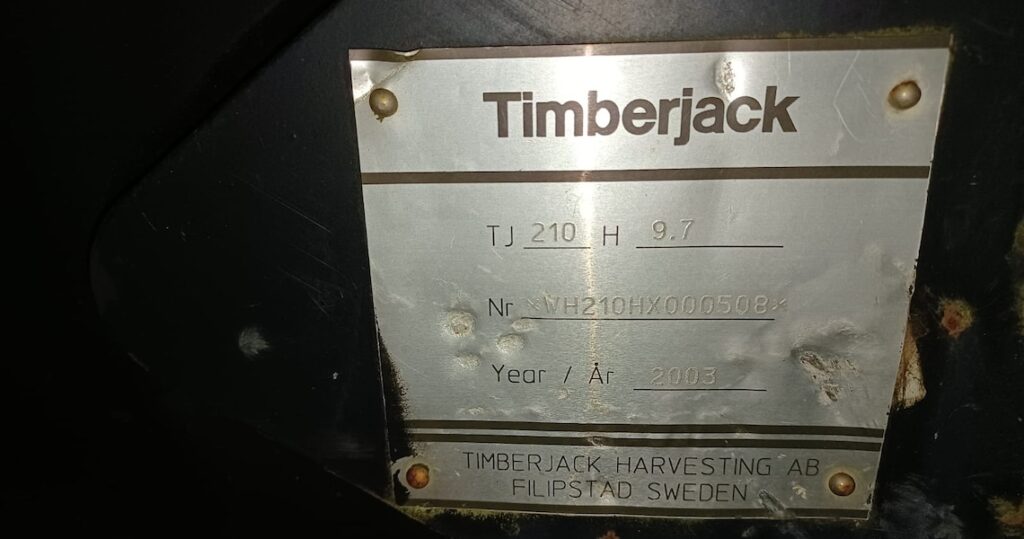 Timberjack
TJ 210 H 9.7
Nr *WH210HX000508*
Year / År 2003
TIMBERJACK HARVESTING AB
FILIPSTAD SWEDEN